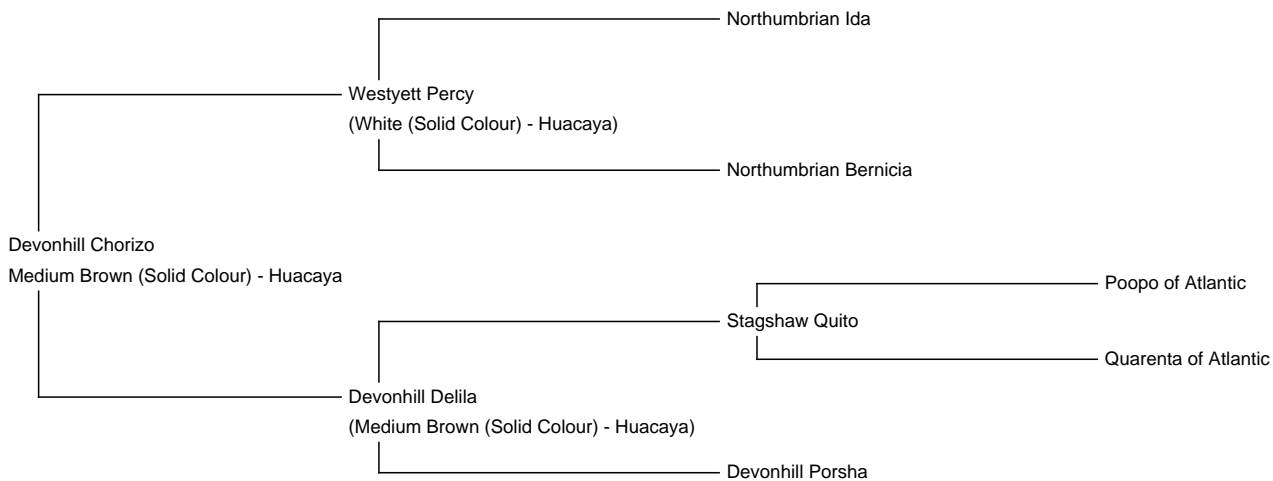 Northumbrian Ida
Westyett Percy
(White (Solid Colour) - Huacaya)
Northumbrian Bernicia
Devonhill Chorizo
Medium Brown (Solid Colour) - Huacaya
Poopo of Atlantic
Stagshaw Quito
Quarenta of Atlantic
Devonhill Delila
(Medium Brown (Solid Colour) - Huacaya)
Devonhill Porsha